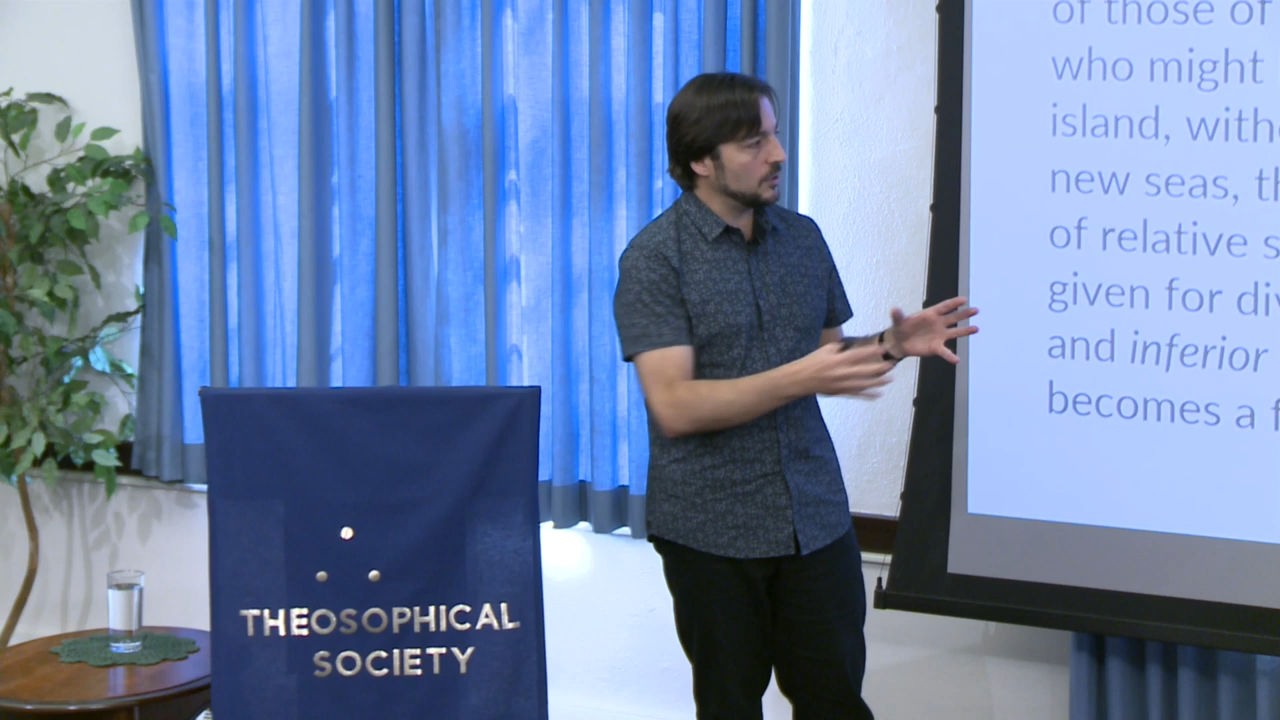 THEOSOPHICAL
SOCIETY
of those of
who might
island, with
new seas, th
of relative s
given for div
and inferior
becomes a f